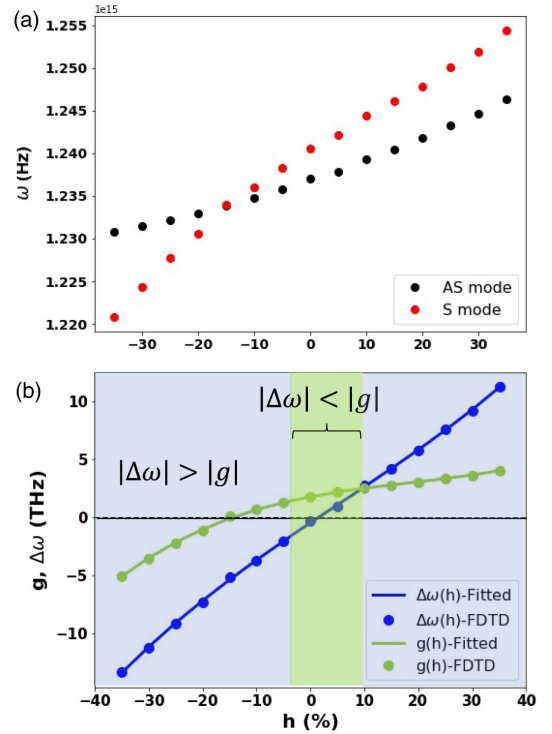 (a)
1e15
1.255
1.250
1.245
1.240
1.235
1.230
1.225
1.220
ω (Hz)
AS mode
S mode
−30 −20 −10 0 10 20 30
(b)
10
5
0
−5
−10
g, Δω (THz)
|Δω| < |g|
|Δω| > |g|
Δω(h)-Fitted
Δω(h)-FDTD
g(h)-Fitted
g(h)-FDTD
−40 −30 −20 −10 0 10 20 30 40
h (%)